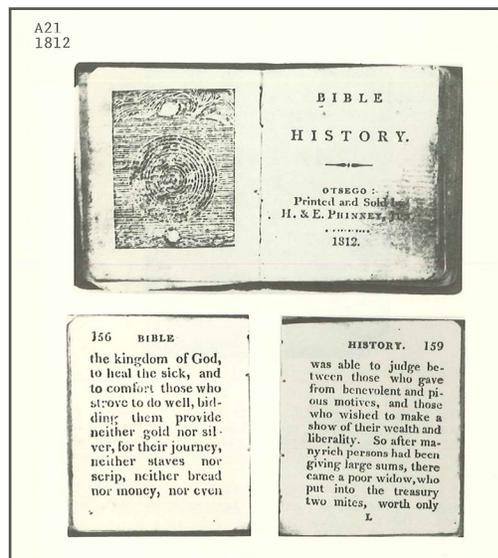 A21
1812
BIBLE
HISTORY.
OTSEGO :
Printed and Sold by
H. & E. PHINNEY,
1812.
156 BIBLE
the kingdom of God,
to heal the sick, and
to comfort those who
strove to do well, bid-
ding them provide
neither gold nor sil-
ver, for their journey,
neither staves nor
scrip, neither bread
nor money, nor even
HISTORY. 159
was able to judge be-
tween those who gave
from benevolent and pi-
ous motives, and those
who wished to make a
show of their wealth and
liberality. So after ma-
ny rich persons had been
giving large sums, there
came a poor widow, who
put into the treasury
two mites, worth only
L